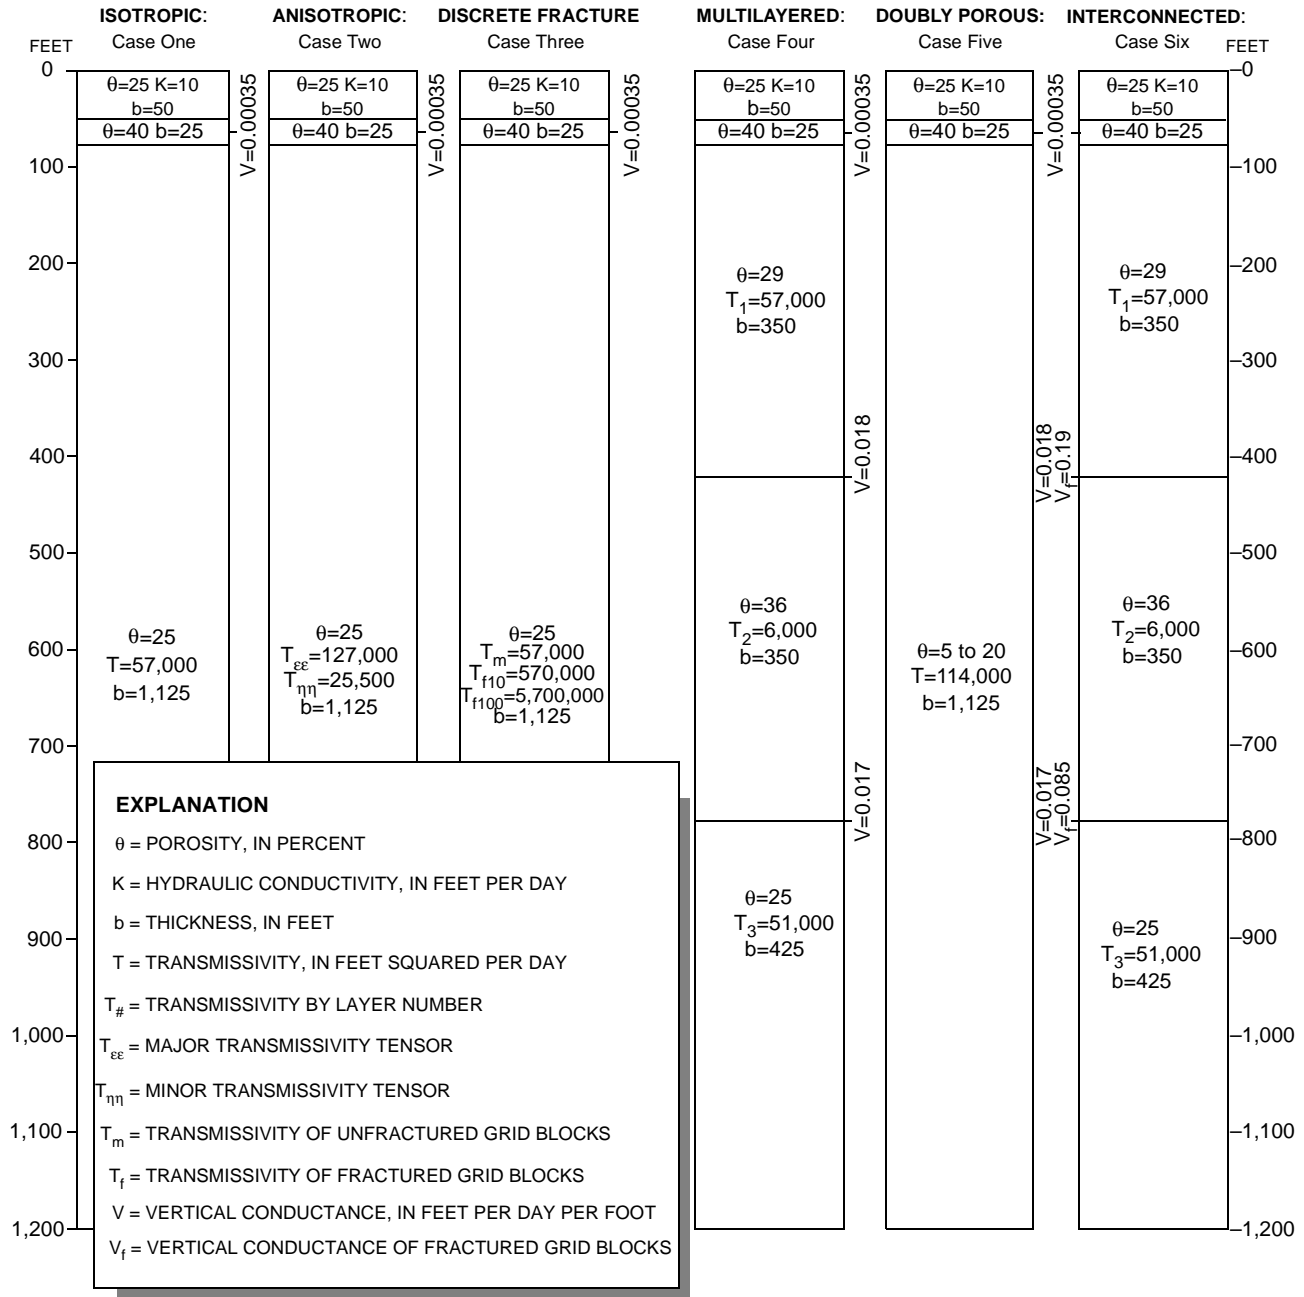 ISOTROPIC: ANISOTROPIC: DISCRETE FRACTURE MULTILAYERED: DOUBLY POROUS: INTERCONNECTED:
FEET Case One Case Two Case Three Case Four Case Five Case Six FEET
0
100
200
300
400
500
600
700
800
900
1,000
1,100
1,200
θ=25 K=10
b=50
θ=40 b=25
V=0.00035
θ=25
T=57,000
b=1,125
θ=25 K=10
b=50
θ=40 b=25
V=0.00035
θ=25
Tεε=127,000
Tηη=25,500
b=1,125
θ=25 K=10
b=50
θ=40 b=25
V=0.00035
θ=25
Tm=57,000
Tf10=570,000
Tf100=5,700,000
b=1,125
θ=25 K=10
b=50
θ=40 b=25
V=0.00035
θ=29
T1=57,000
b=350
V=0.018
θ=36
T2=6,000
b=350
V=0.017
θ=25
T3=51,000
b=425
θ=25 K=10
b=50
θ=40 b=25
V=0.00035
θ=5 to 20
T=114,000
b=1,125
θ=25 K=10
b=50
θ=40 b=25
θ=29
T1=57,000
b=350
V=0.018
Vf=0.19
θ=36
T2=6,000
b=350
V=0.017
Vf=0.085
θ=25
T3=51,000
b=425
0
100
200
300
400
500
600
700
800
900
1,000
1,100
1,200
EXPLANATION
θ = POROSITY, IN PERCENT
K = HYDRAULIC CONDUCTIVITY, IN FEET PER DAY
b = THICKNESS, IN FEET
T = TRANSMISSIVITY, IN FEET SQUARED PER DAY
T# = TRANSMISSIVITY BY LAYER NUMBER
Tεε = MAJOR TRANSMISSIVITY TENSOR
Tηη = MINOR TRANSMISSIVITY TENSOR
Tm = TRANSMISSIVITY OF UNFRACTURED GRID BLOCKS
Tf = TRANSMISSIVITY OF FRACTURED GRID BLOCKS
V = VERTICAL CONDUCTANCE, IN FEET PER DAY PER FOOT
Vf = VERTICAL CONDUCTANCE OF FRACTURED GRID BLOCKS